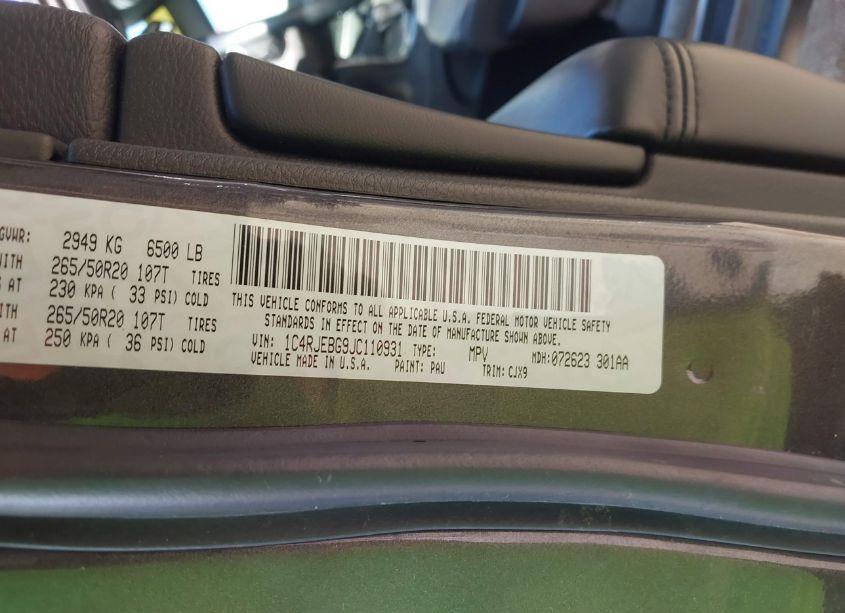 GVWR: 2949 KG 6500 LB
WITH 265/50R20 107T TIRES
AT 230 KPA ( 33 PSI) COLD
WITH 265/50R20 107T TIRES
AT 250 KPA ( 36 PSI) COLD
THIS VEHICLE CONFORMS TO ALL APPLICABLE U.S.A. FEDERAL MOTOR VEHICLE SAFETY
STANDARDS IN EFFECT ON THE DATE OF MANUFACTURE SHOWN ABOVE.
VIN: 1C4RJEBG9JC110931 TYPE: MPV MDH:072623 301AA
VEHICLE MADE IN U.S.A. PAINT: PAU TRIM: CJX9